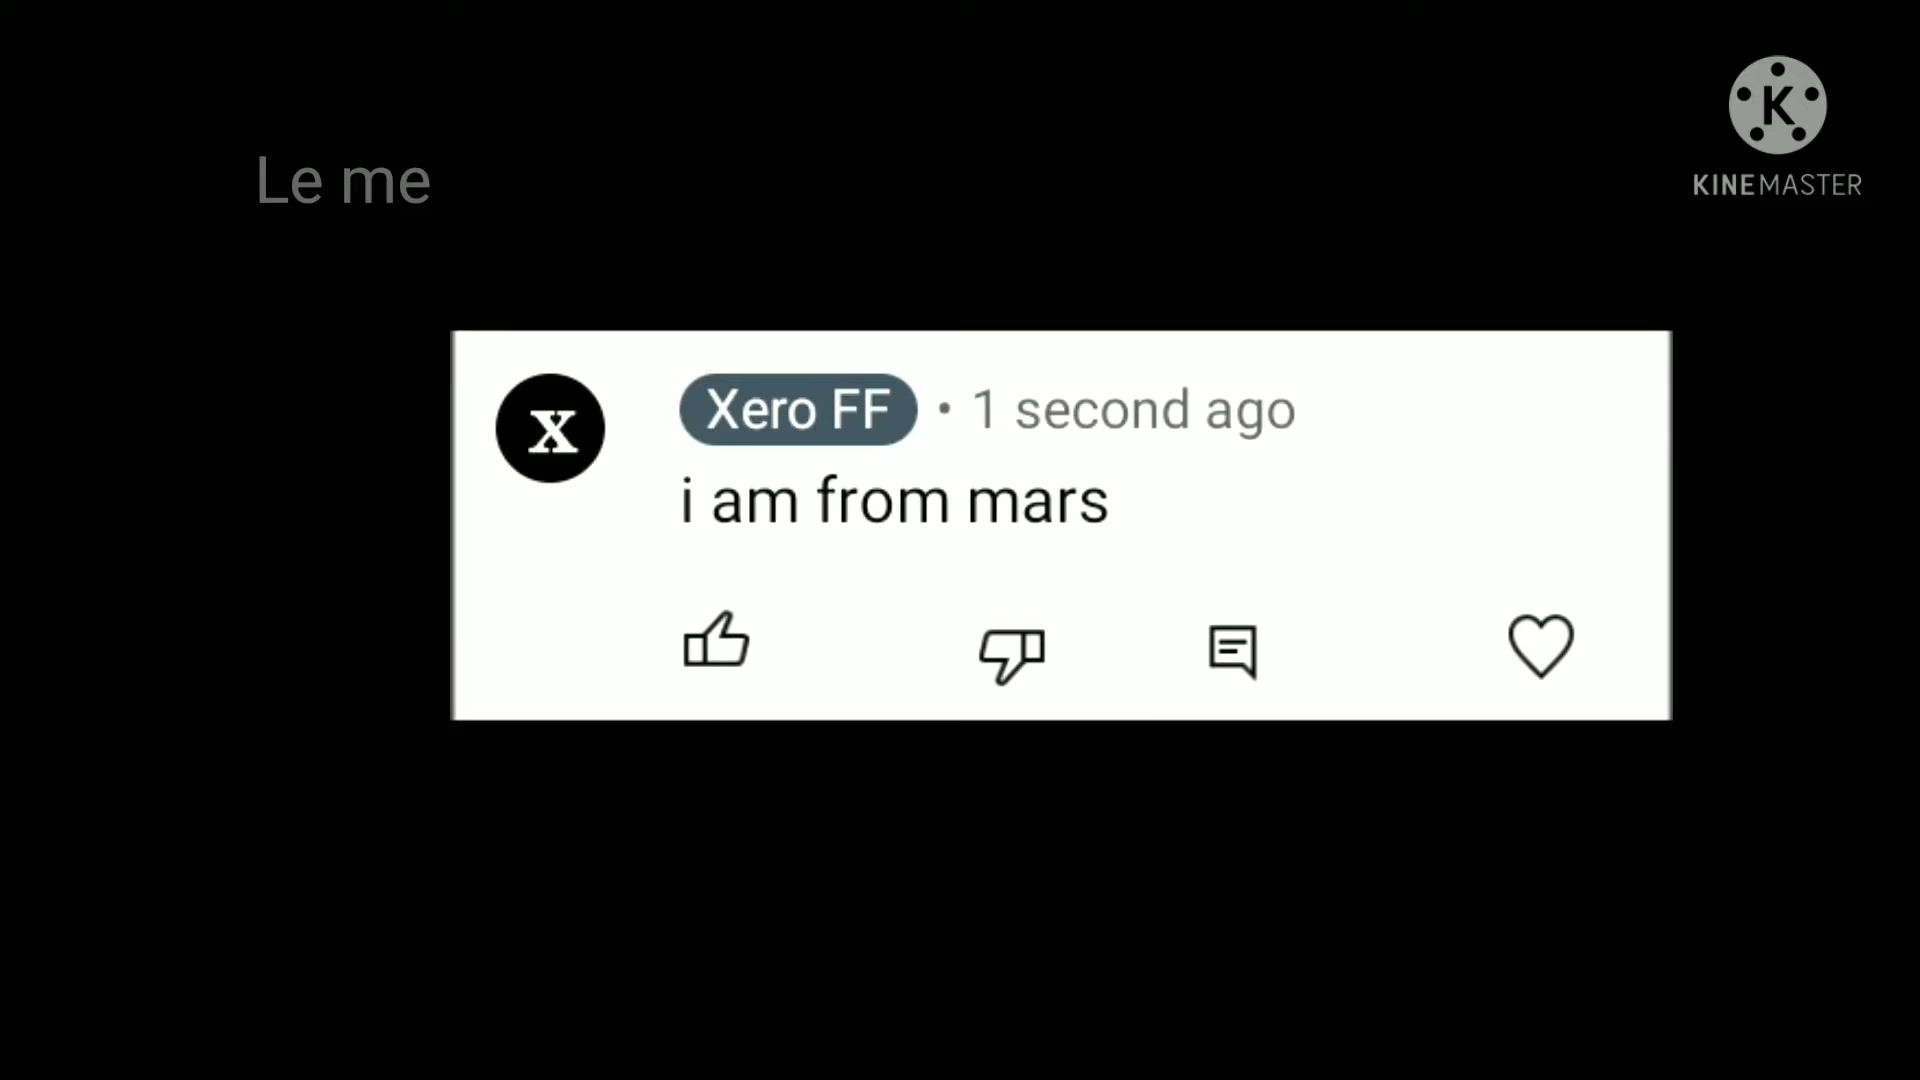 K
KINEMASTER
Le me
X
Xero FF • 1 second ago
i am from mars